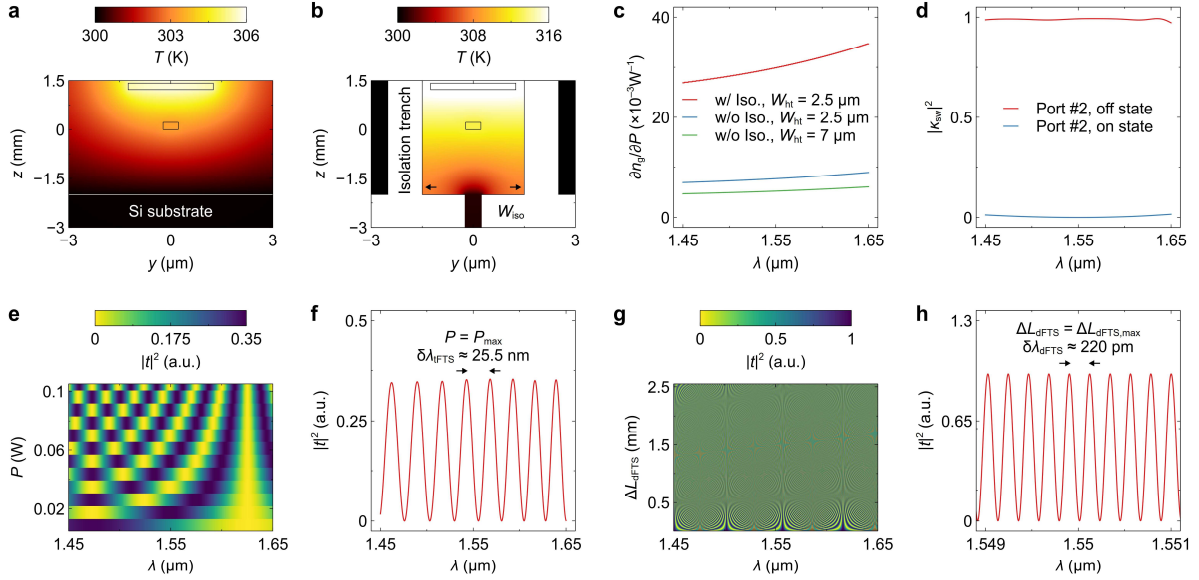 a
300 303 306
T (K)
1.5
0
−1.5
−3
z (mm)
Si substrate
−3 0 3
y (μm)
b
300 308 316
T (K)
1.5
0
−1.5
−3
z (mm)
Isolation trench
W_iso
−3 0 3
y (μm)
c
40
20
0
∂n_g/∂P (×10⁻³W⁻¹)
w/ Iso., W_ht = 2.5 μm
w/o Iso., W_ht = 2.5 μm
w/o Iso., W_ht = 7 μm
1.45 1.55 1.65
λ (μm)
d
1
0
|κ_sw|²
Port #2, off state
Port #2, on state
1.45 1.55 1.65
λ (μm)
e
0 0.175 0.35
|t|² (a.u.)
0.1
0.06
0.02
P (W)
1.45 1.55 1.65
λ (μm)
f
0.5
0.25
0
|t|² (a.u.)
P = P_max
δλ_tFTS ≈ 25.5 nm
1.45 1.55 1.65
λ (μm)
g
0 0.5 1
|t|² (a.u.)
2.5
1.5
0.5
ΔL_dFTS (mm)
1.45 1.55 1.65
λ (μm)
h
1.3
0.65
0
|t|² (a.u.)
ΔL_dFTS = ΔL_dFTS,max
δλ_dFTS ≈ 220 pm
1.549 1.55 1.551
λ (μm)